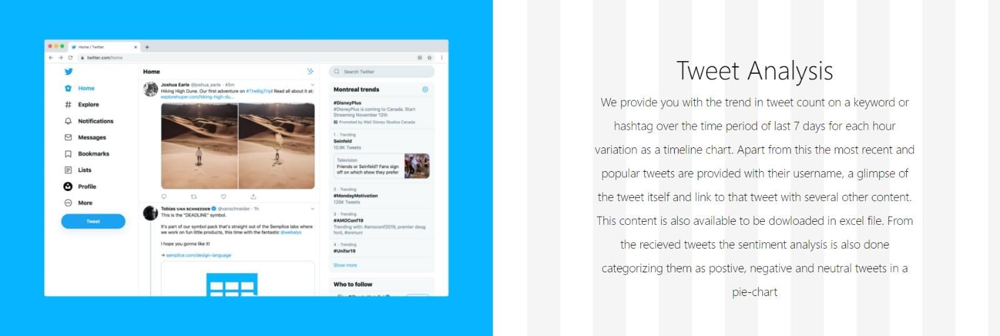 Home / Twitter
twitter.com/home
Home
Explore
Notifications
Messages
Bookmarks
Lists
Profile
More
Tweet
Home
Joshua Earle @joshua_earle · 45m
Hiking High Dune. Our first adventure on #TheBigTrip! Read all about it at:
explorehuper.com/hiking-high-du...
Tobias VAN SCHNEIDER @vanschneider · 1h
This is the "DEADLINE" symbol.
It's part of our symbol pack that's straight out of the Semplice labs where
we work on fun little products, this time with the fantastic @webalys
I hope you gonna like it!
→ semplice.com/design-language
Search Twitter
Montreal trends
#DisneyPlus
#DisneyPlus is coming to Canada. Start
Streaming November 12th
Promoted by Walt Disney Studios Canada
1 · Trending
Seinfeld
10.9K Tweets
Television
Friends or Seinfeld? Fans sign
off on which show they prefer
2 · Trending
#MondayMotivation
125K Tweets
3 · Trending
#AMOConf19
Trending with: #amoconf2019, premier doug
ford, #onmuni
4 · Trending
#Unifor19
Show more
Who to follow
Tweet Analysis
We provide you with the trend in tweet count on a keyword or
hashtag over the time period of last 7 days for each hour
variation as a timeline chart. Apart from this the most recent and
popular tweets are provided with their username, a glimpse of
the tweet itself and link to that tweet with several other content.
This content is also available to be dowloaded in excel file. From
the recieved tweets the sentiment analysis is also done
categorizing them as postive, negative and neutral tweets in a
pie-chart